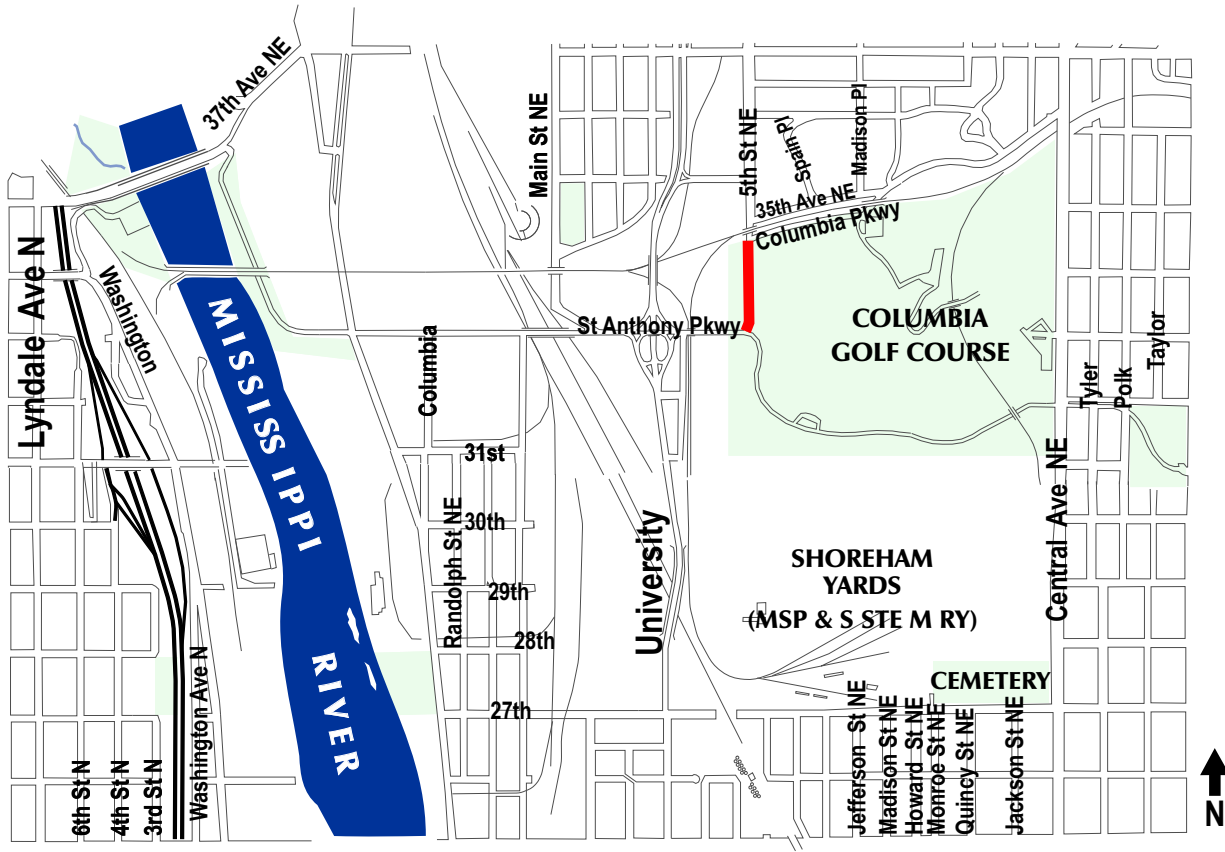 37th Ave NE
Main St NE
5th St NE
Spain Pl
Madison Pl
35th Ave NE
Columbia Pkwy
Lyndale Ave N
Washington
MISSISSIPPI
RIVER
Columbia
St Anthony Pkwy
COLUMBIA
GOLF COURSE
Tyler
Polk
Taylor
31st
30th
29th
28th
27th
Randolph St NE
University
Central Ave NE
SHOREHAM
YARDS
(MSP & S STE M RY)
CEMETERY
6th St N
4th St N
3rd St N
Washington Ave N
Jefferson St NE
Madison St NE
Howard St NE
Monroe St NE
Quincy St NE
Jackson St NE
N